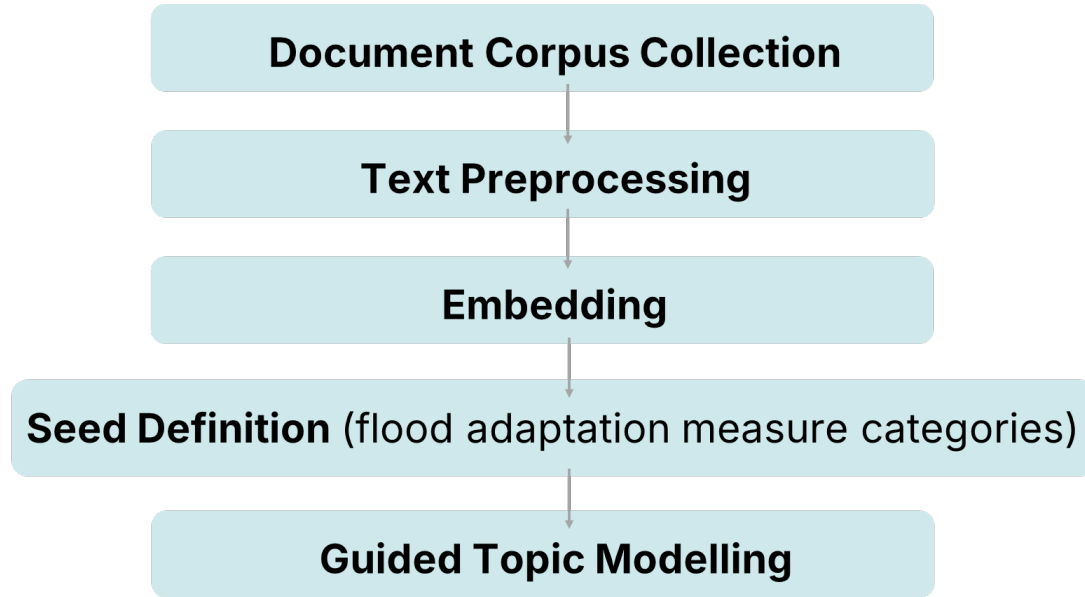 Document Corpus Collection
Text Preprocessing
Embedding
Seed Definition (flood adaptation measure categories)
Guided Topic Modelling